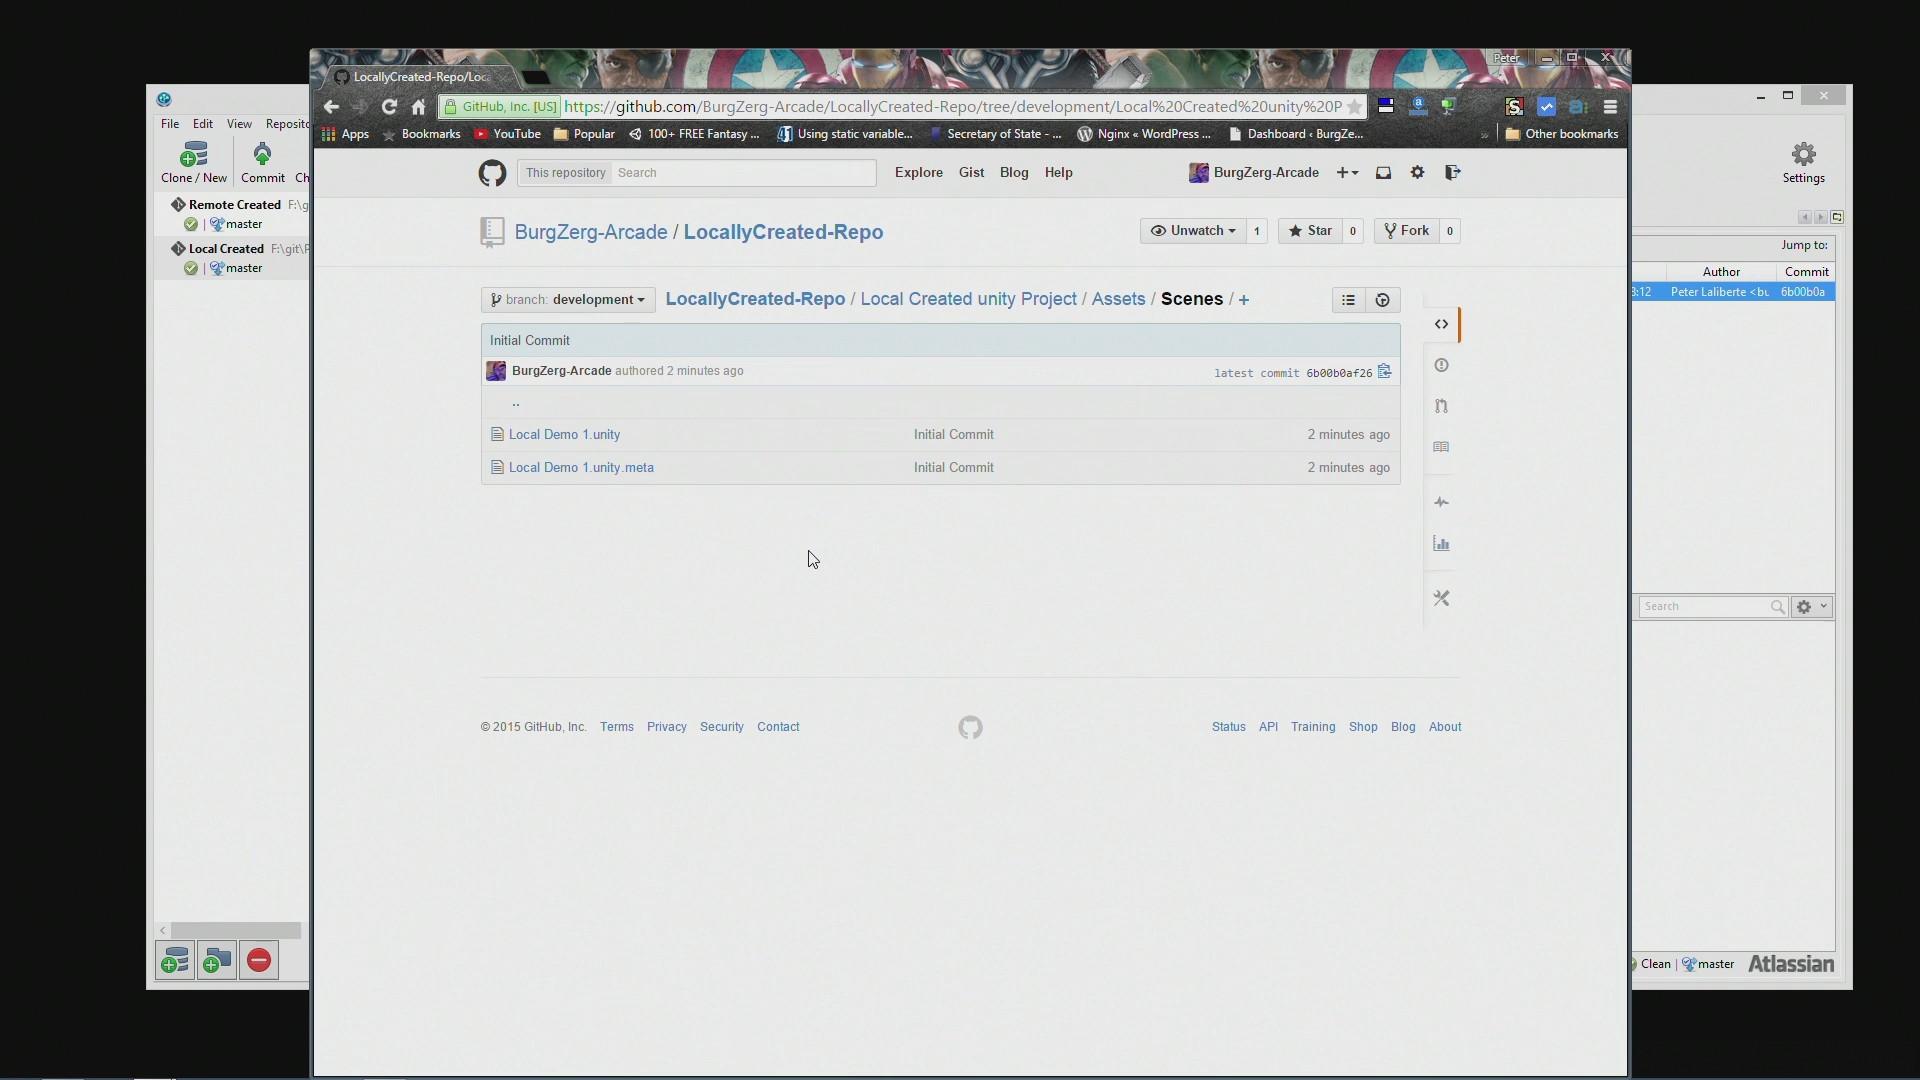 Peter
LocallyCreated-Repo/Loc
GitHub, Inc. [US] https://github.com/BurgZerg-Arcade/LocallyCreated-Repo/tree/development/Local%20Created%20unity%20P
Apps Bookmarks YouTube Popular 100+ FREE Fantasy ... Using static variable... Secretary of State - ... Nginx « WordPress ... Dashboard ‹ BurgZe... » Other bookmarks
File Edit View Reposito
Clone / New Commit Ch
Settings
Remote Created F:\g
master
Local Created F:\git\R
master
This repository Search Explore Gist Blog Help BurgZerg-Arcade
BurgZerg-Arcade / LocallyCreated-Repo Unwatch 1 Star 0 Fork 0
branch: development LocallyCreated-Repo / Local Created unity Project / Assets / Scenes / +
Initial Commit
BurgZerg-Arcade authored 2 minutes ago latest commit 6b00b0af26
..
Local Demo 1.unity Initial Commit 2 minutes ago
Local Demo 1.unity.meta Initial Commit 2 minutes ago
© 2015 GitHub, Inc. Terms Privacy Security Contact Status API Training Shop Blog About
Jump to:
Author Commit
3:12 Peter Laliberte <bu 6b00b0a
Search
Clean master Atlassian